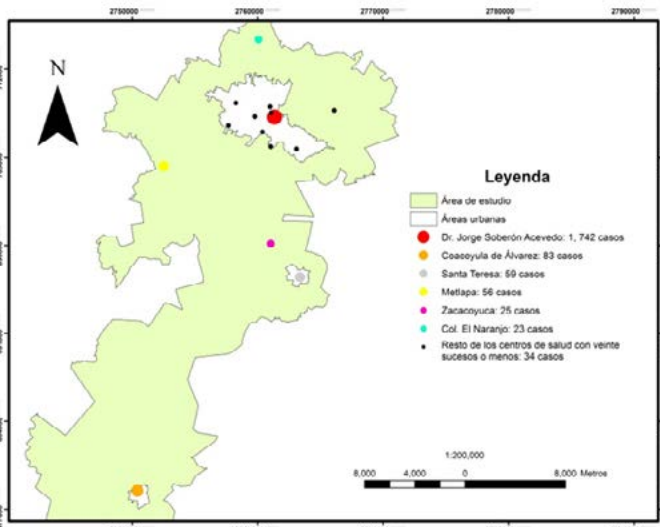 2750000 2760000 2770000 2780000 2790000
N
Leyenda
Área de estudio
Áreas urbanas
Dr. Jorge Soberón Acevedo: 1, 742 casos
Coacoyula de Álvarez: 83 casos
Santa Teresa: 59 casos
Metlapa: 56 casos
Zacacoyuca: 25 casos
Col. El Naranjo: 23 casos
Resto de los centros de salud con veinte
sucesos o menos: 34 casos
1:200,000
8,000 4,000 0 8,000 Metros